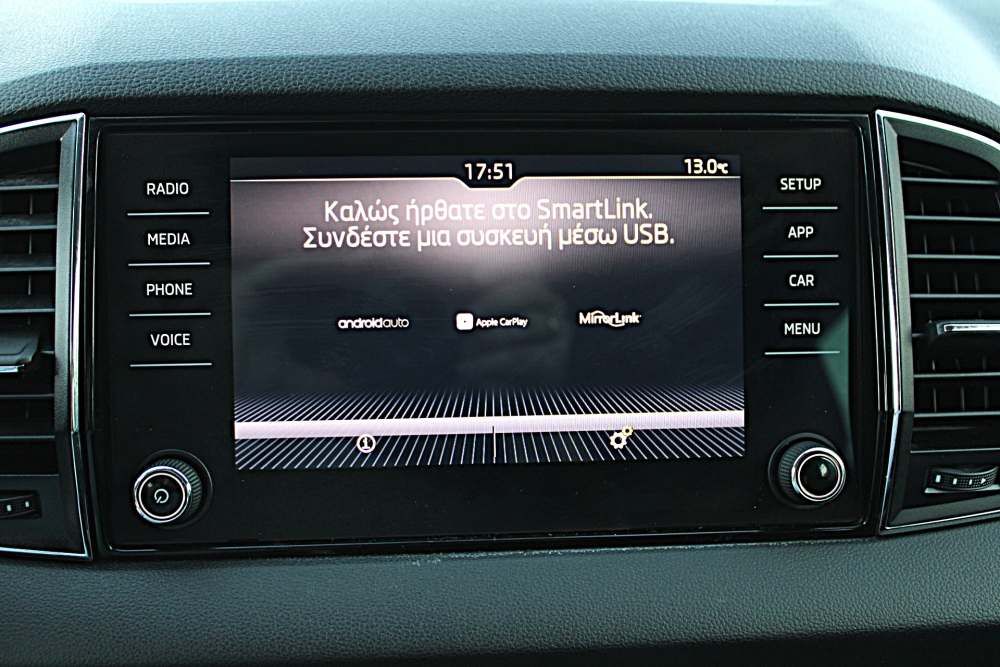 17:51
13.0°C
Καλώς ήρθατε στο SmartLink.
Συνδέστε μια συσκευή μέσω USB.
androidauto
Apple CarPlay
MirrorLink
RADIO
MEDIA
PHONE
VOICE
SETUP
APP
CAR
MENU